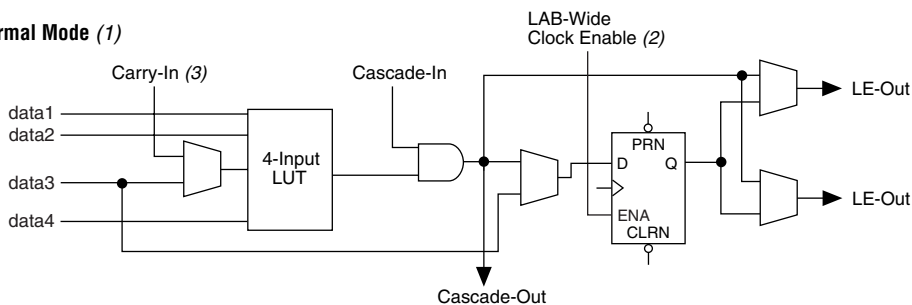 rmal Mode (1)
LAB-Wide
Clock Enable (2)
Carry-In (3)
Cascade-In
data1
data2
data3
data4
4-Input
LUT
PRN
D
Q
ENA
CLRN
LE-Out
LE-Out
Cascade-Out